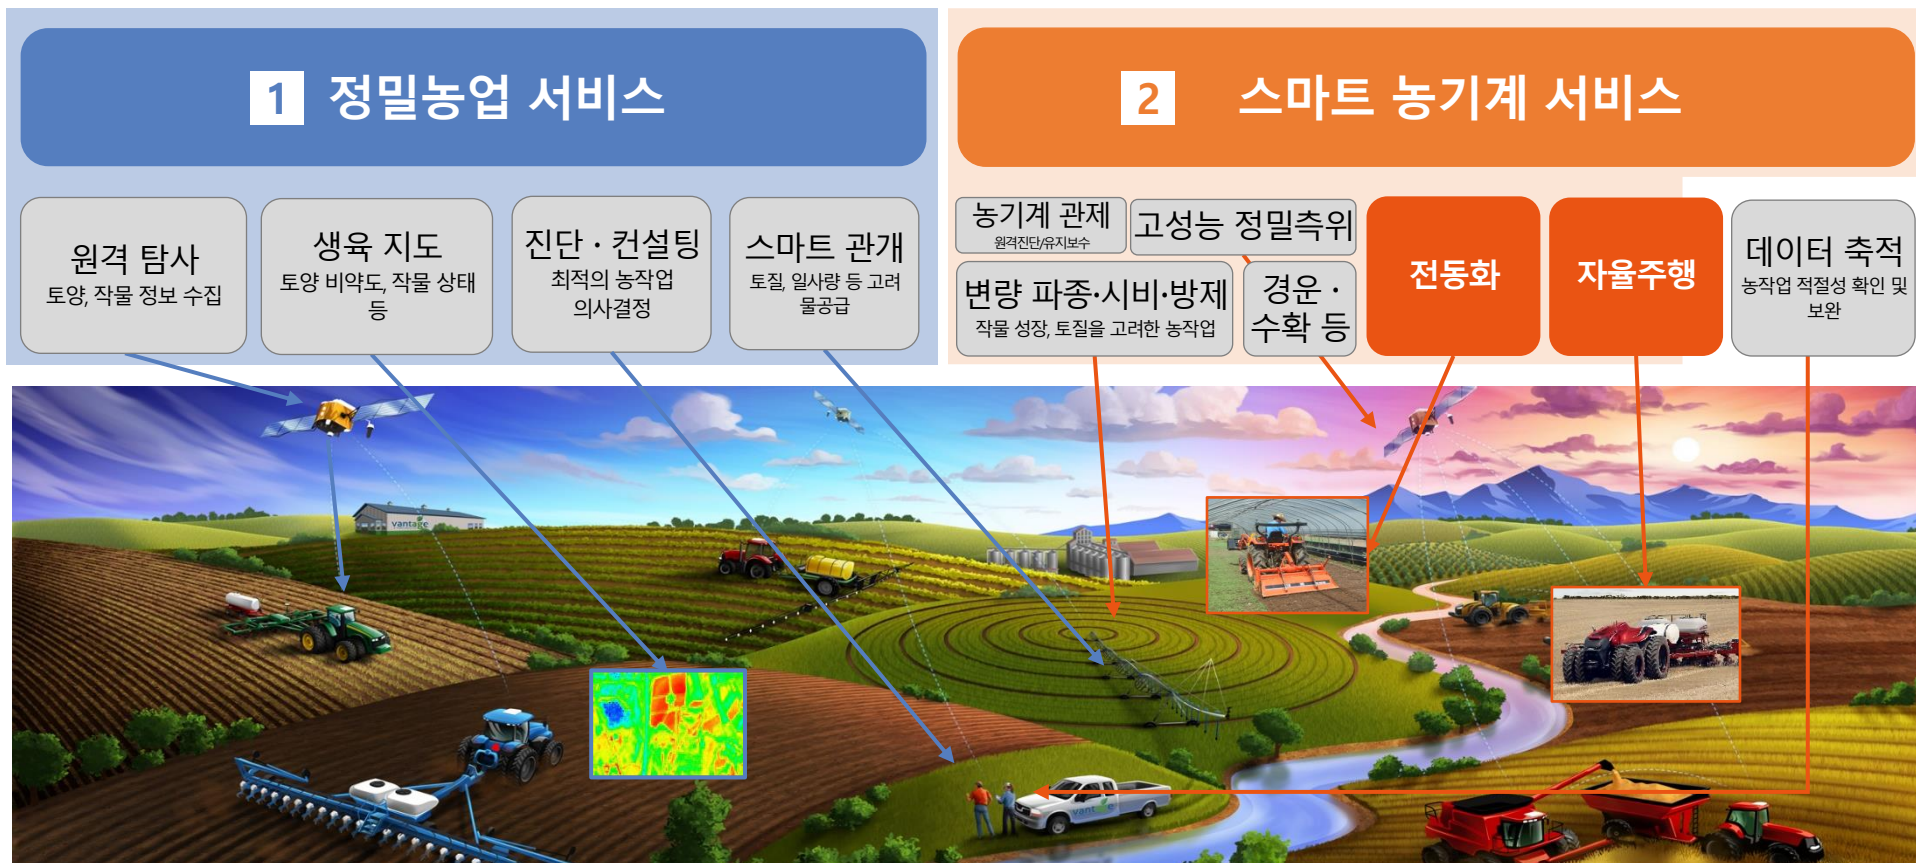 1 정밀농업 서비스
2 스마트 농기계 서비스
원격 탐사
토양, 작물 정보 수집
생육 지도
토양 비약도, 작물 상태
등
진단 · 컨설팅
최적의 농작업
의사결정
스마트 관개
토질, 일사량 등 고려
물공급
농기계 관제
원격진단/유지보수
고성능 정밀측위
변량 파종·시비·방제
작물 성장, 토질을 고려한 농작업
경운 ·
수확 등
전동화
자율주행
데이터 축적
농작업 적절성 확인 및
보완
vantage
vantage